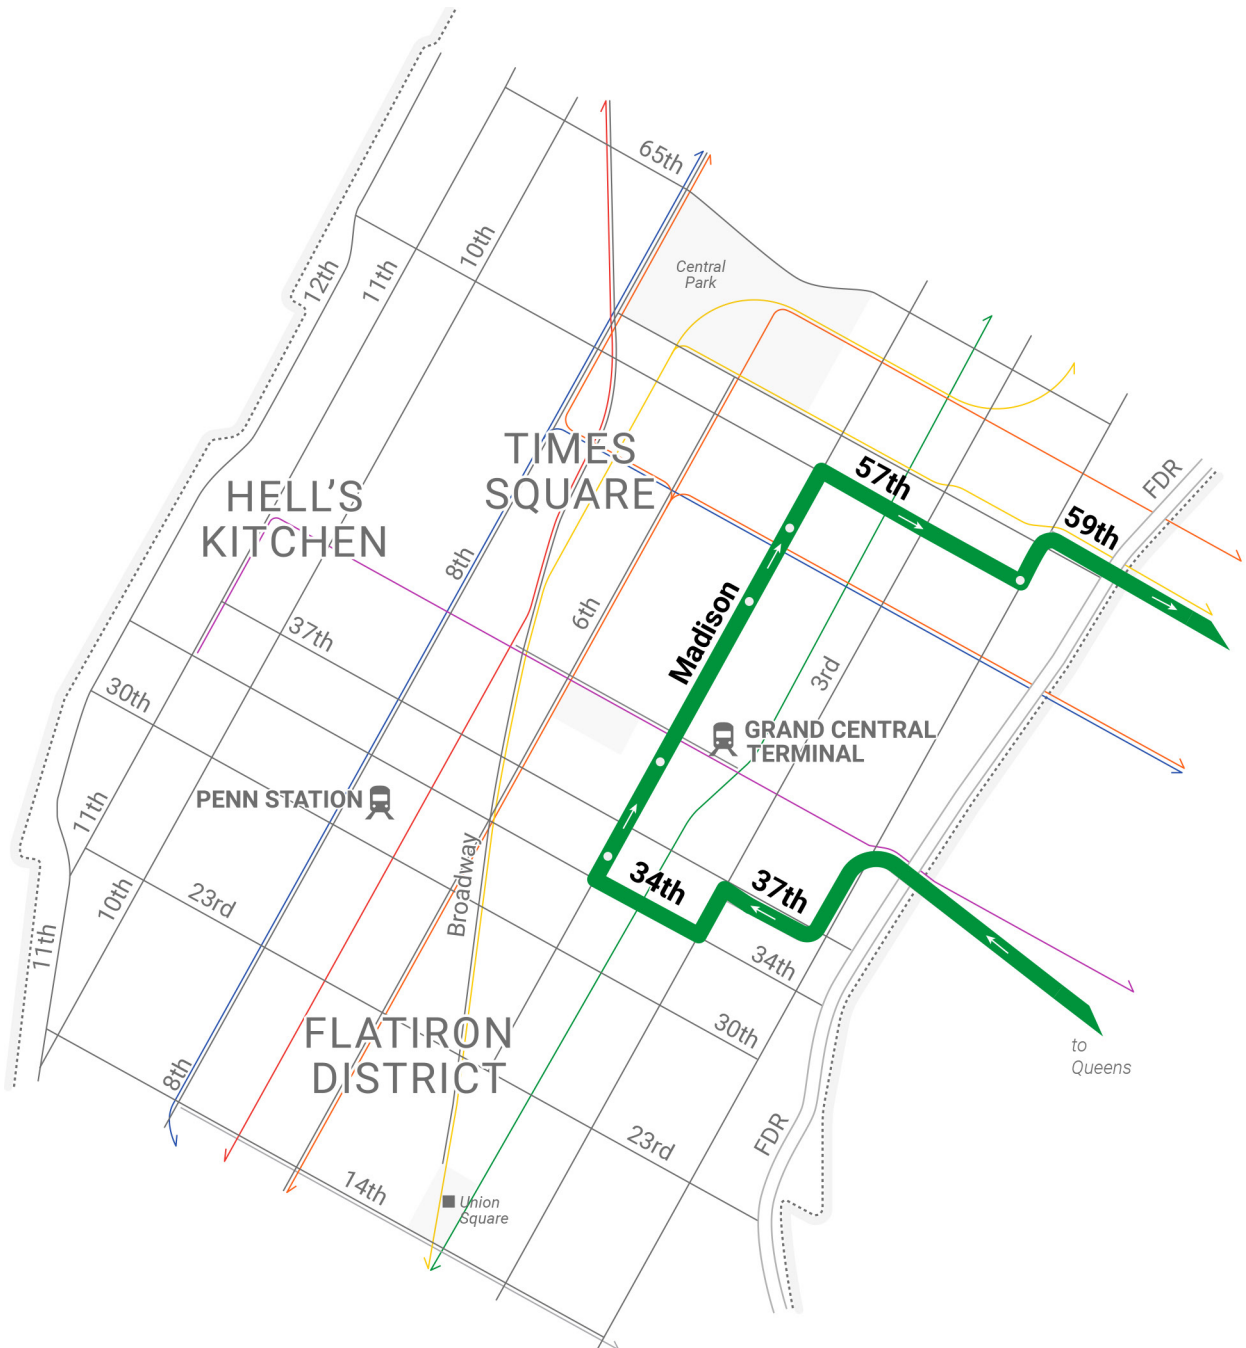 65th
Central
Park
10th
12th
11th
FDR
57th
59th
TIMES
SQUARE
HELL'S
KITCHEN
8th
6th
Madison
37th
3rd
30th
GRAND CENTRAL
TERMINAL
PENN STATION
11th
Broadway
34th
37th
10th
23rd
11th
34th
30th
FLATIRON
DISTRICT
to
Queens
8th
FDR
23rd
14th
Union
Square